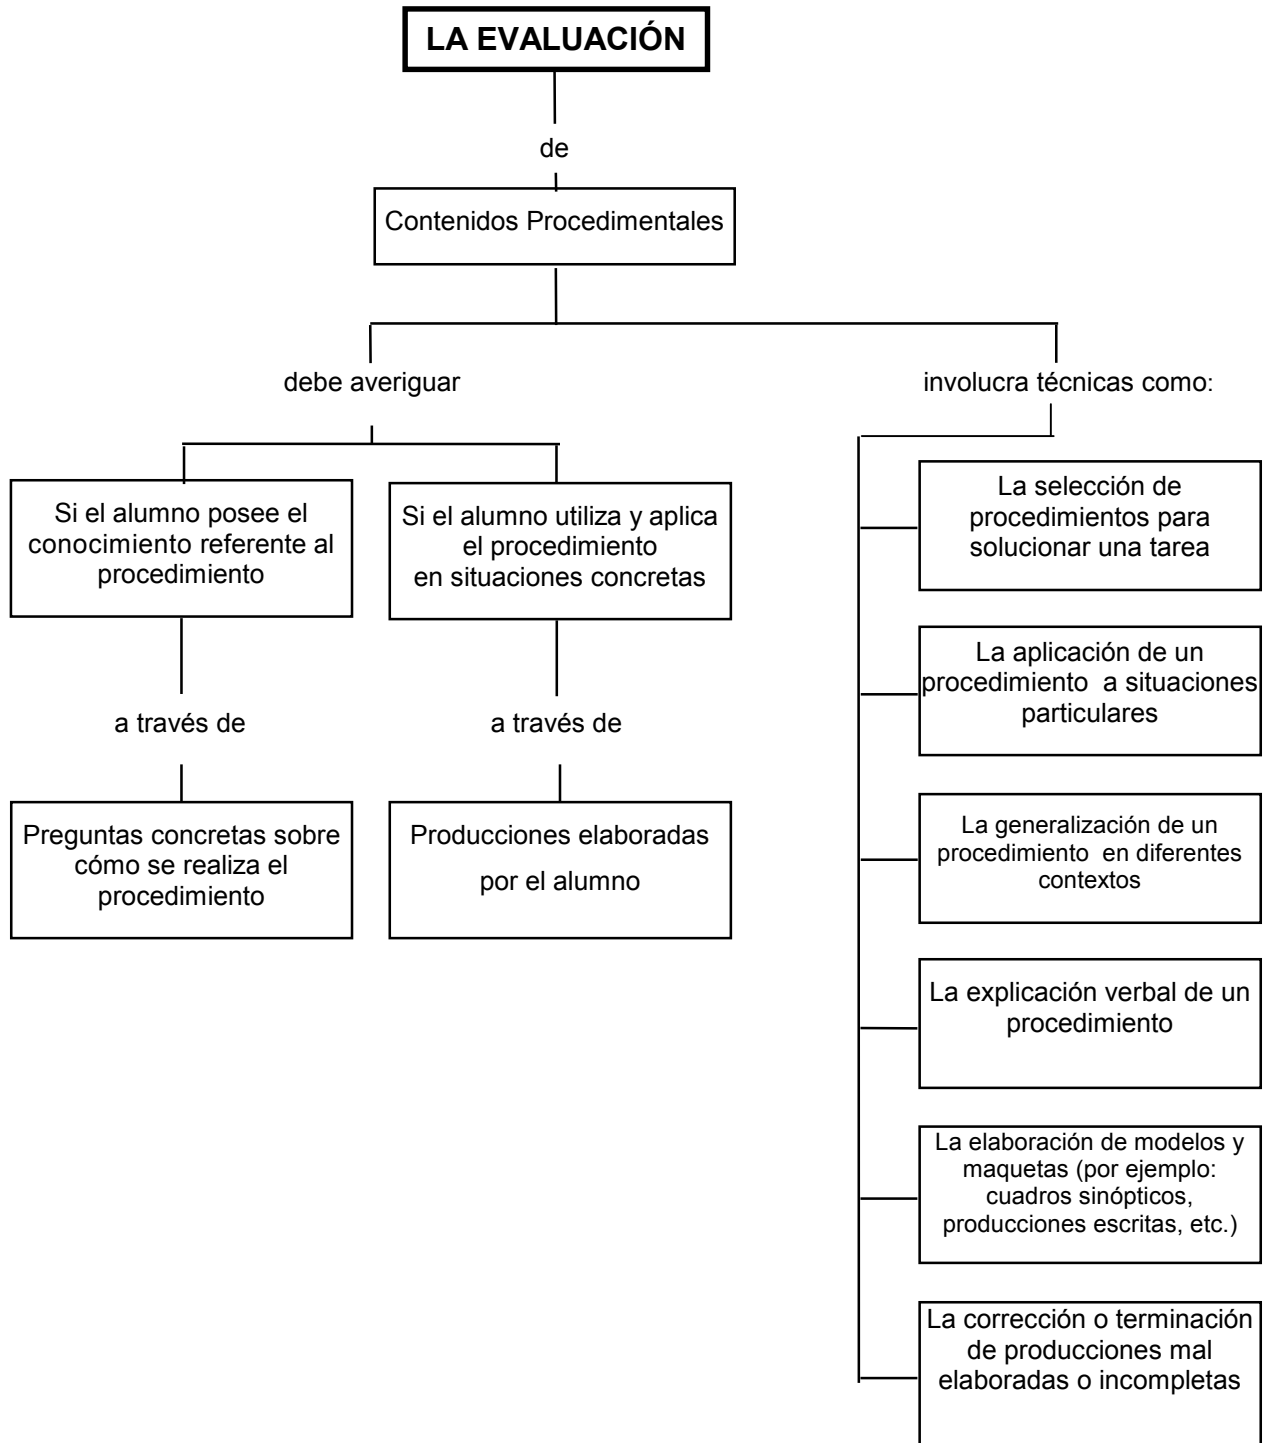 LA EVALUACIÓN
de
Contenidos Procedimentales
debe averiguar
involucra técnicas como:
Si el alumno posee el
conocimiento referente al
procedimiento
Si el alumno utiliza y aplica
el procedimiento
en situaciones concretas
a través de
a través de
Preguntas concretas sobre
cómo se realiza el
procedimiento
Producciones elaboradas
por el alumno
La selección de
procedimientos para
solucionar una tarea
La aplicación de un
procedimiento a situaciones
particulares
La generalización de un
procedimiento en diferentes
contextos
La explicación verbal de un
procedimiento
La elaboración de modelos y
maquetas (por ejemplo:
cuadros sinópticos,
producciones escritas, etc.)
La corrección o terminación
de producciones mal
elaboradas o incompletas